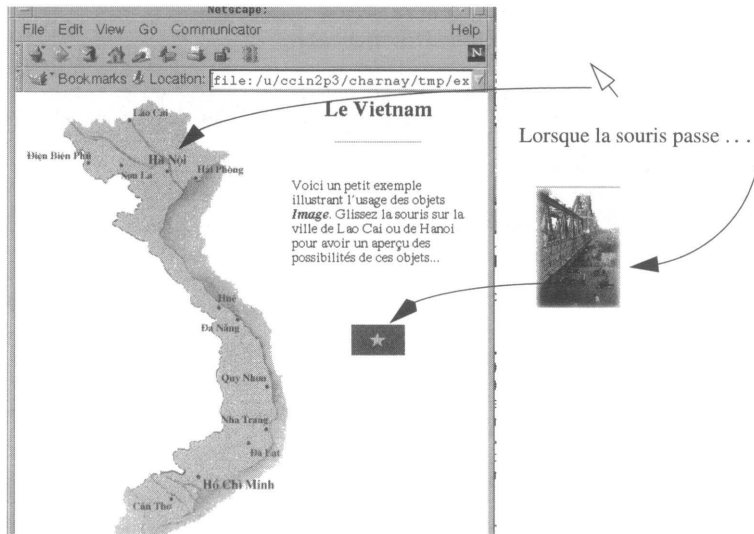 Netscape:
File Edit View Go Communicator Help
N
Bookmarks Location: file:/u/ccin2p3/charnay/tmp/ex
Le Vietnam
Lorsque la souris passe . . .
Voici un petit exemple
illustrant l'usage des objets
Image. Glissez la souris sur la
ville de Lao Cai ou de Hanoi
pour avoir un aperçu des
possibilités de ces objets...
Lao Cai
Điện Biên Phủ
Sơn La
Hà Nội
Hải Phòng
Huế
Đà Nẵng
Quy Nhơn
Nha Trang
Đà Lạt
Hồ Chí Minh
Cần Thơ